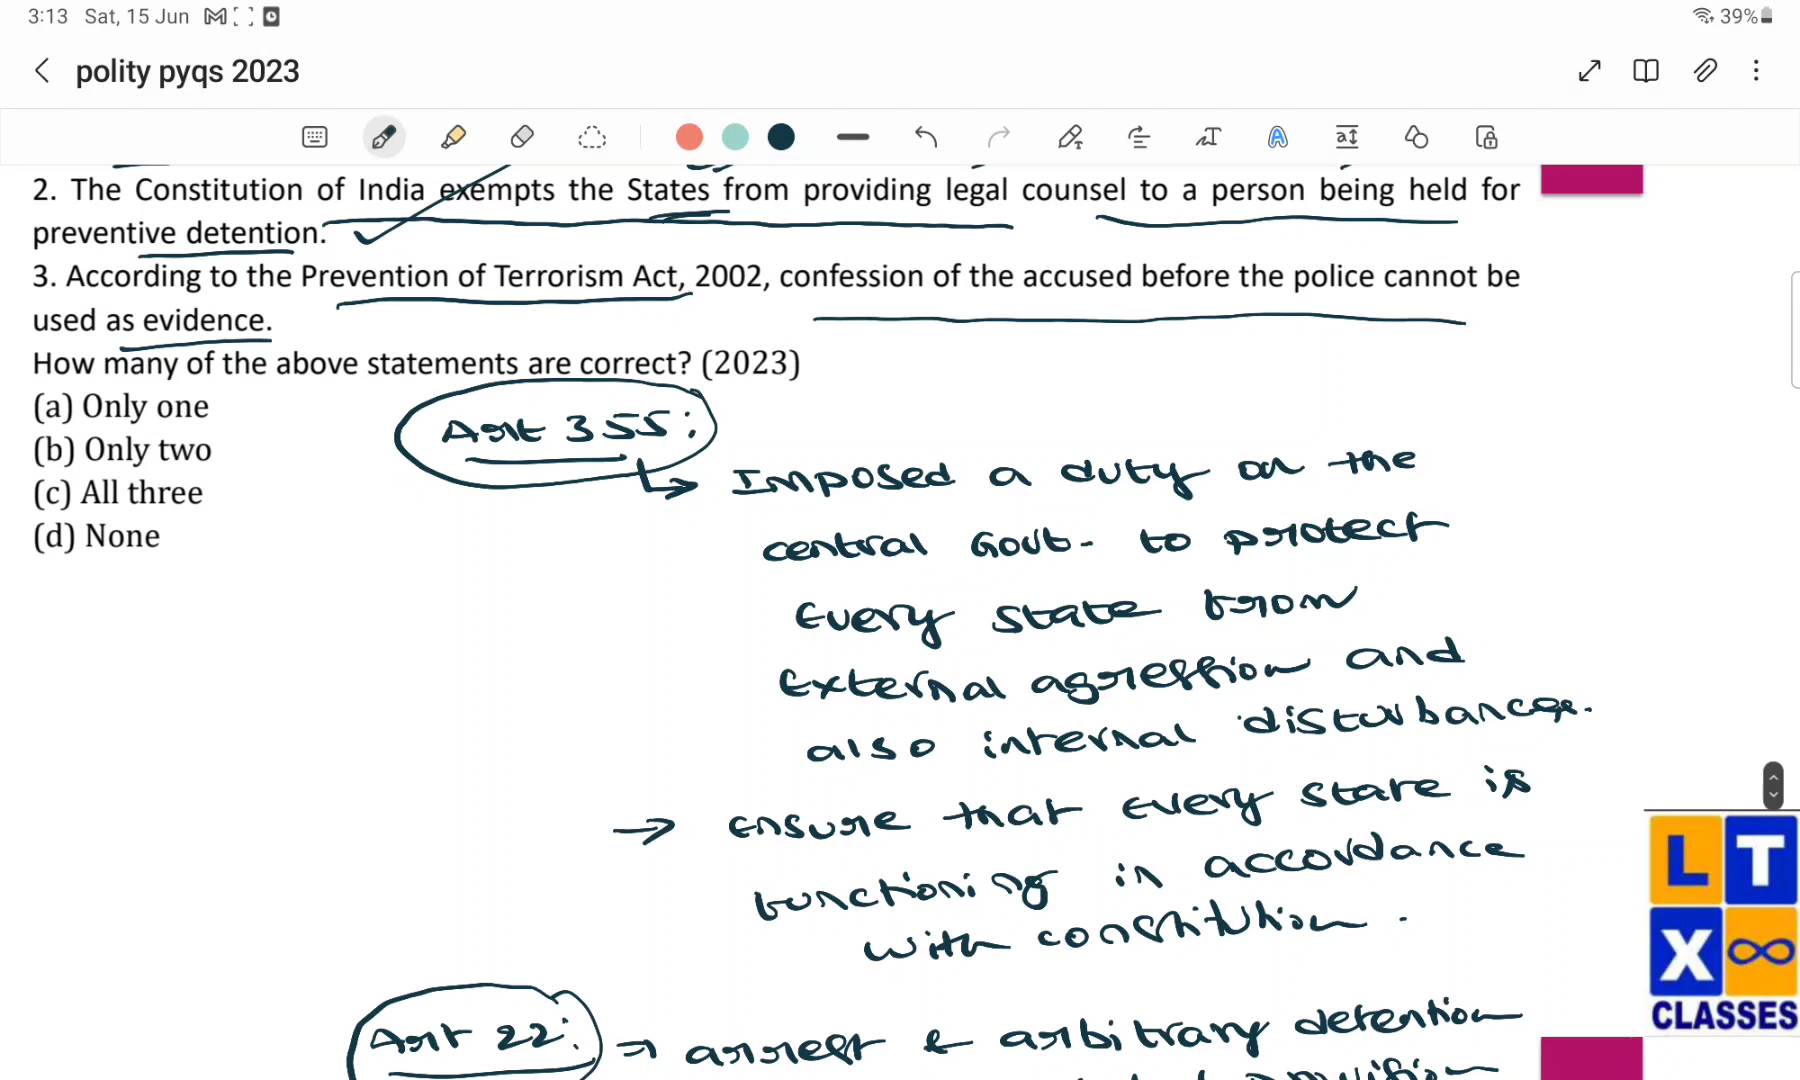 3:13 Sat, 15 Jun
39%
polity pyqs 2023
2. The Constitution of India exempts the States from providing legal counsel to a person being held for
preventive detention.
3. According to the Prevention of Terrorism Act, 2002, confession of the accused before the police cannot be
used as evidence.
How many of the above statements are correct? (2023)
(a) Only one
(b) Only two
(c) All three
(d) None
Art 355:
Imposed a duty on the
central Govt. to protect
Every state from
External agression and
also internal disturbances.
→ Ensure that every state is
functioning in accordance
with constitution.
Art 22: → arrest & arbitrary detention
L T
X ∞
CLASSES